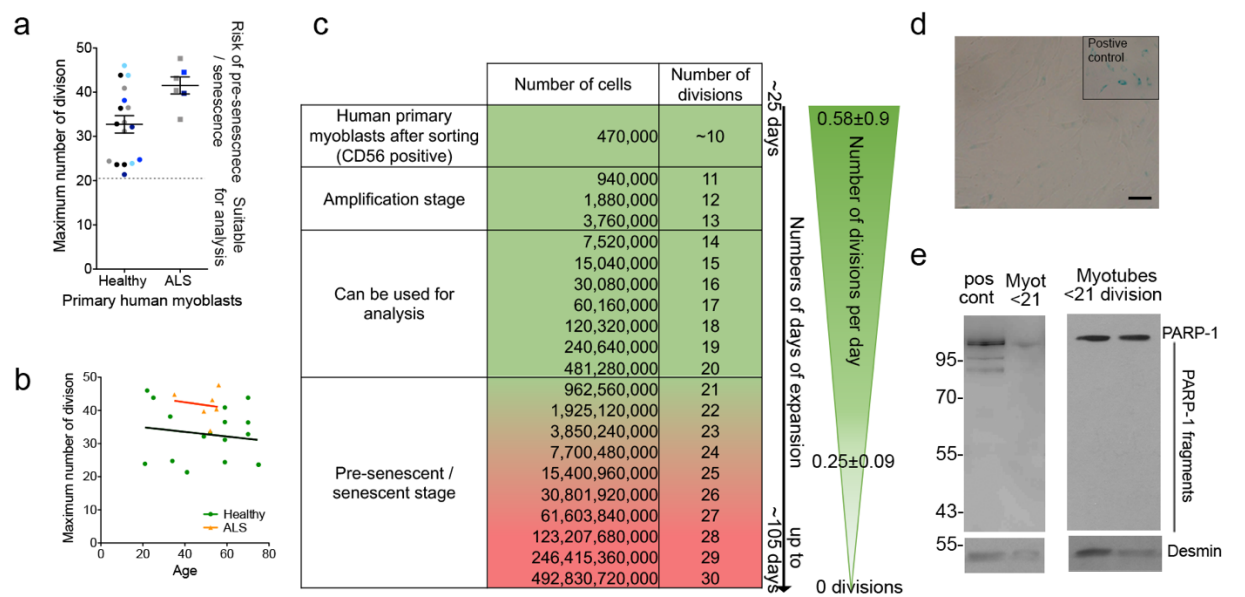 a
Maximum number of divison
50
40
30
20
10
0
Healthy
ALS
Primary human myoblasts
Risk of pre-senesecnece
/ senescence
Suitable
for analysis
b
Maximum number of divison
50
40
30
20
10
0
0
20
40
60
80
Age
Healthy
ALS
c
Number of cells
Number of
divisions
Human primary
myoblasts after sorting
(CD56 positive)
470,000
~10
Amplification stage
940,000 11
1,880,000 12
3,760,000 13
Can be used for
analysis
7,520,000 14
15,040,000 15
30,080,000 16
60,160,000 17
120,320,000 18
240,640,000 19
481,280,000 20
Pre-senescent /
senescent stage
962,560,000 21
1,925,120,000 22
3,850,240,000 23
7,700,480,000 24
15,400,960,000 25
30,801,920,000 26
61,603,840,000 27
123,207,680,000 28
246,415,360,000 29
492,830,720,000 30
~25 days
Numbers of days of expansion
up to
~105 days
0.58±0.9
Number of divisions per day
0.25±0.09
0 divisions
d
Postive
control
e
pos
cont
Myot
<21
Myotubes
<21 division
95-
70-
55-
43-
55-
PARP-1
PARP-1 fragments
Desmin